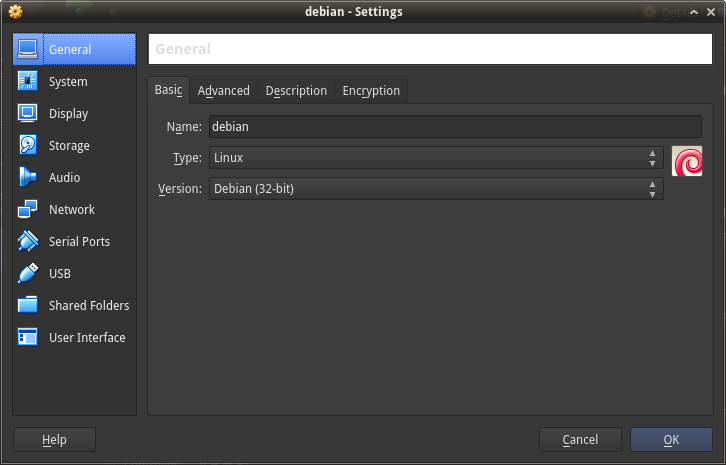 debian - Settings
General
System
Display
Storage
Audio
Network
Serial Ports
USB
Shared Folders
User Interface
General
Basic Advanced Description Encryption
Name: debian
Type: Linux
Version: Debian (32-bit)
Help Cancel OK